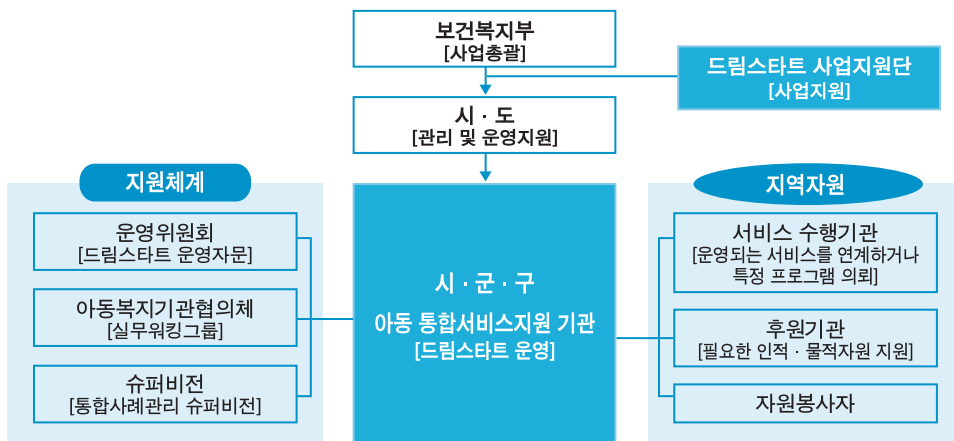 보건복지부
[사업총괄]
드림스타트 사업지원단
[사업지원]
시 · 도
[관리 및 운영지원]
지원체계
운영위원회
[드림스타트 운영자문]
아동복지기관협의체
[실무워킹그룹]
슈퍼비전
[통합사례관리 슈퍼비전]
시 · 군 · 구
아동 통합서비스지원 기관
[드림스타트 운영]
지역자원
서비스 수행기관
[운영되는 서비스를 연계하거나
특정 프로그램 의뢰]
후원기관
[필요한 인적 · 물적자원 지원]
자원봉사자